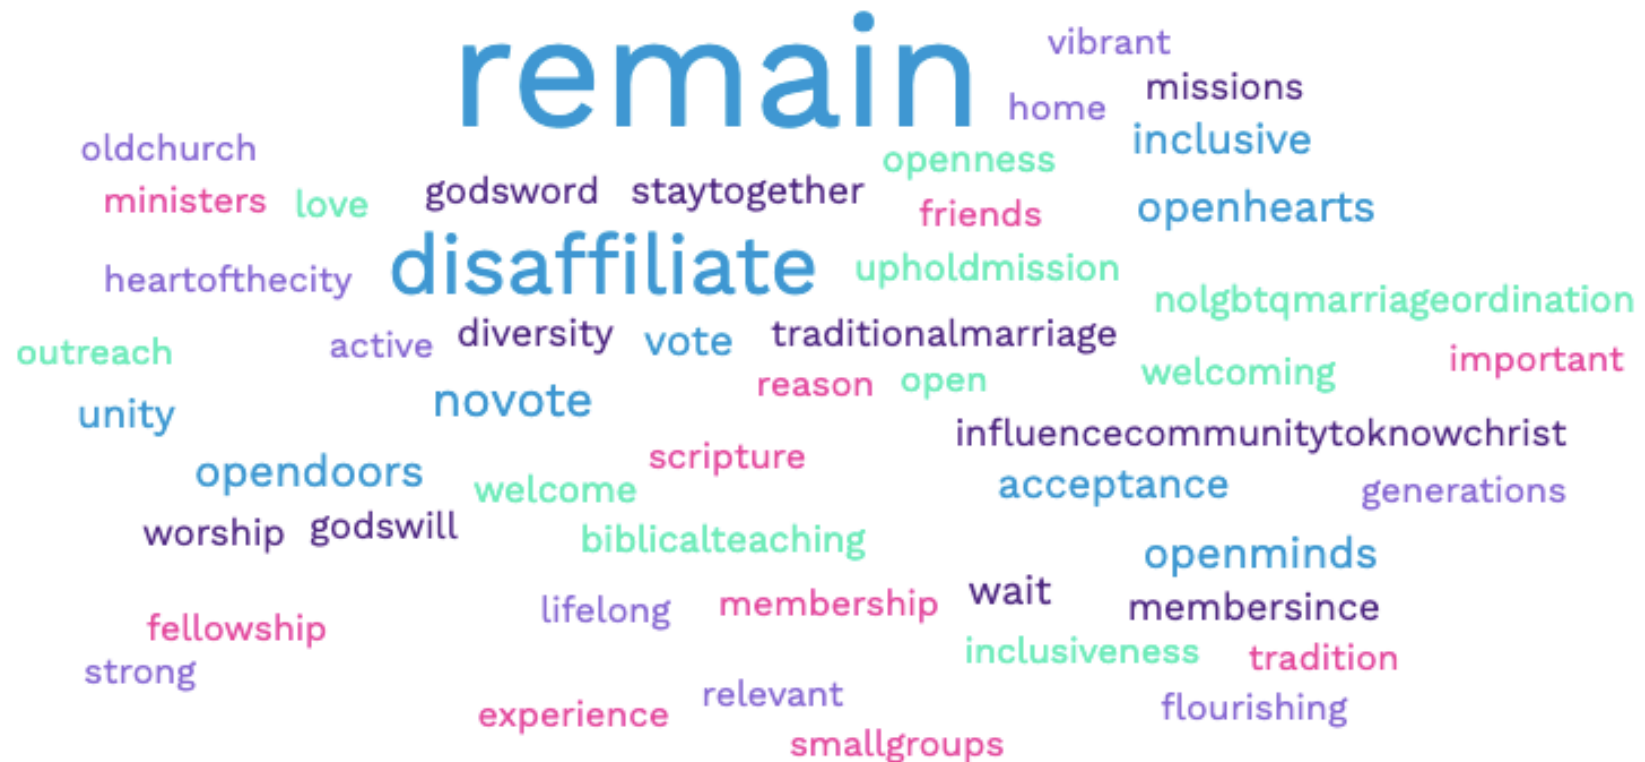 remain
vibrant
missions
home
inclusive
oldchurch
openness
ministers
love
godsword
staytogether
friends
openhearts
heartofthecity
disaffiliate
upholdmission
nolgbtqmarriageordination
outreach
active
diversity
vote
traditionalmarriage
important
reason
open
welcoming
unity
novote
influencecommunitytoknowchrist
scripture
opendoors
welcome
acceptance
generations
worship
godswill
biblicalteaching
openminds
lifelong
membership
wait
membersince
fellowship
inclusiveness
tradition
strong
relevant
flourishing
experience
smallgroups